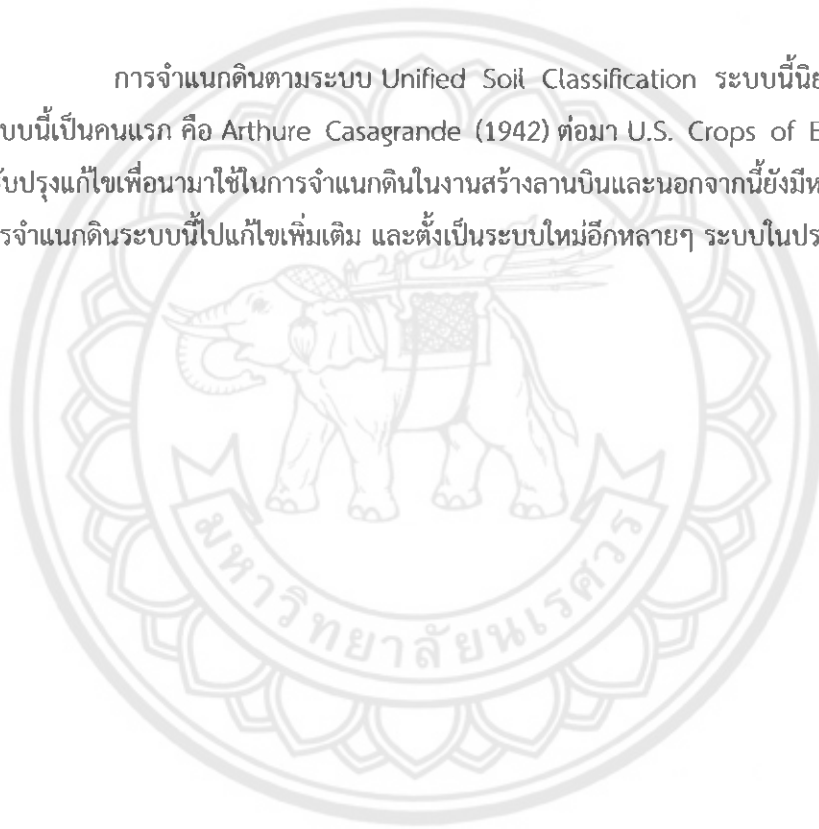 การจำแนกดินตามระบบ Unified Soil Classification ระบบนี้นิย
บบนี้เป็นคนแรก คือ Arthure Casagrande (1942) ต่อมา U.S. Crops of E
ับปรุงแก้ไขเพื่อนามาใช้ในการจำแนกดินในงานสร้างลานบินและนอกจากนี้ยังมีห
รจำแนกดินระบบนี้ไปแก้ไขเพิ่มเติม และตั้งเป็นระบบใหม่อีกหลายๆ ระบบในปร
มหาวิทยาลัยนเรศวร